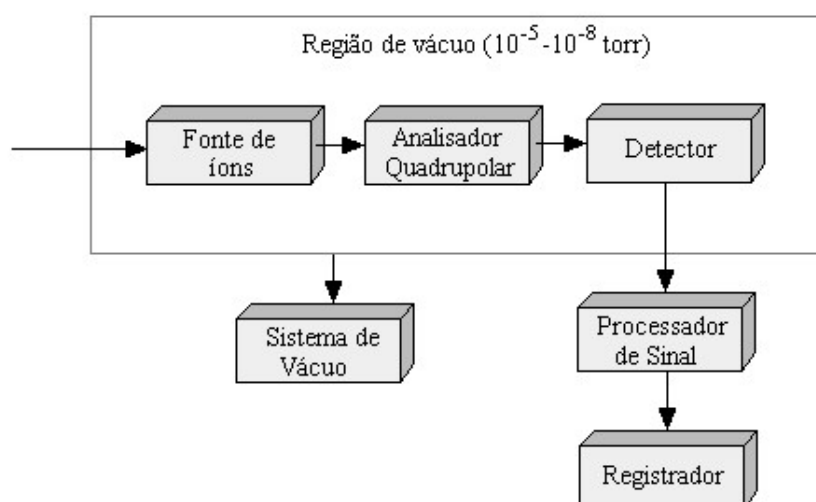 Região de vácuo (10^-5 -10^-8 torr)
Fonte de
íons
Analisador
Quadrupolar
Detector
Sistema de
Vácuo
Processador
de Sinal
Registrador